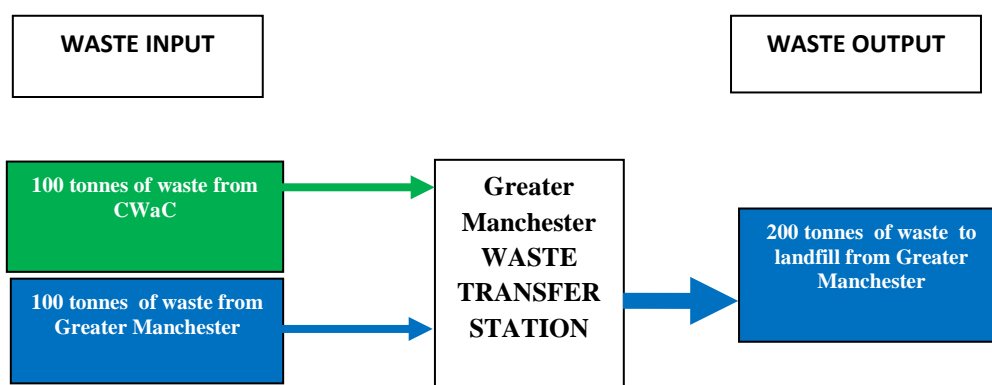 WASTE INPUT
WASTE OUTPUT
100 tonnes of waste from
CWaC
100 tonnes of waste from
Greater Manchester
Greater
Manchester
WASTE
TRANSFER
STATION
200 tonnes of waste to
landfill from Greater
Manchester